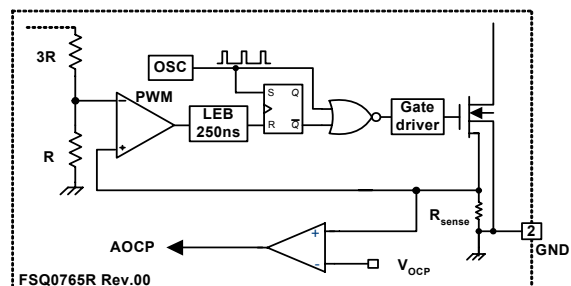 3R
OSC
PWM
S Q
LEB
250ns
R Q
Gate
driver
R
−
+
Rsense
2
GND
AOCP
+
-
VOCP
FSQ0765R Rev.00